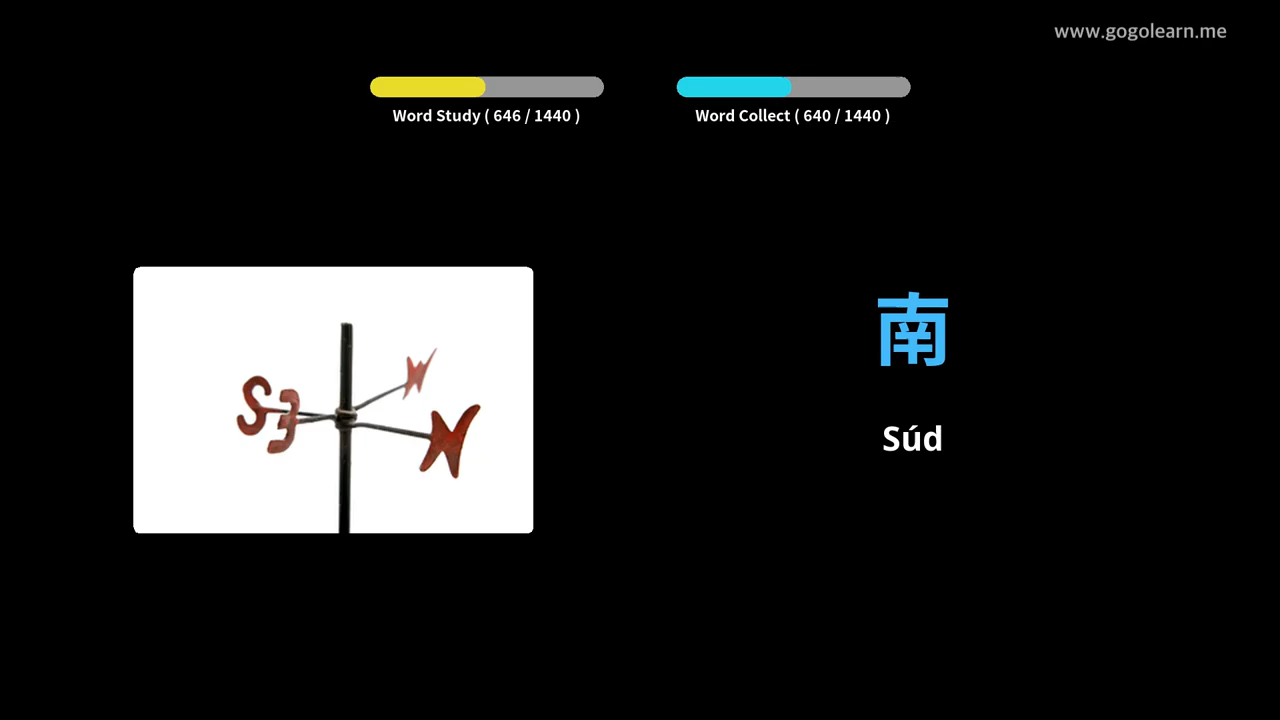 www.gogolearn.me
Word Study ( 646 / 1440 )
Word Collect ( 640 / 1440 )
S E N
南
Súd